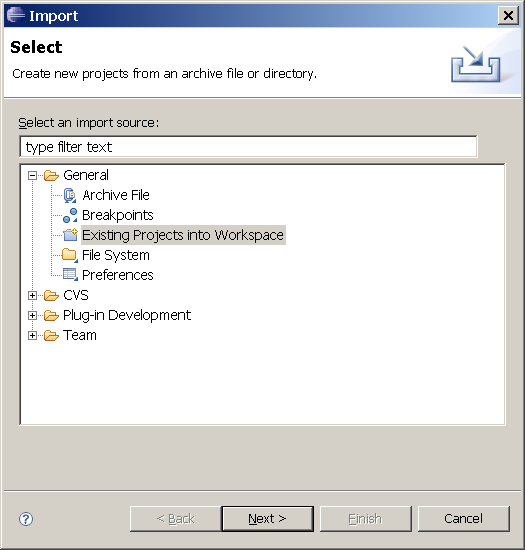 Import
Select
Create new projects from an archive file or directory.
Select an import source:
type filter text
General
Archive File
Breakpoints
Existing Projects into Workspace
File System
Preferences
CVS
Plug-in Development
Team
? < Back Next > Finish Cancel